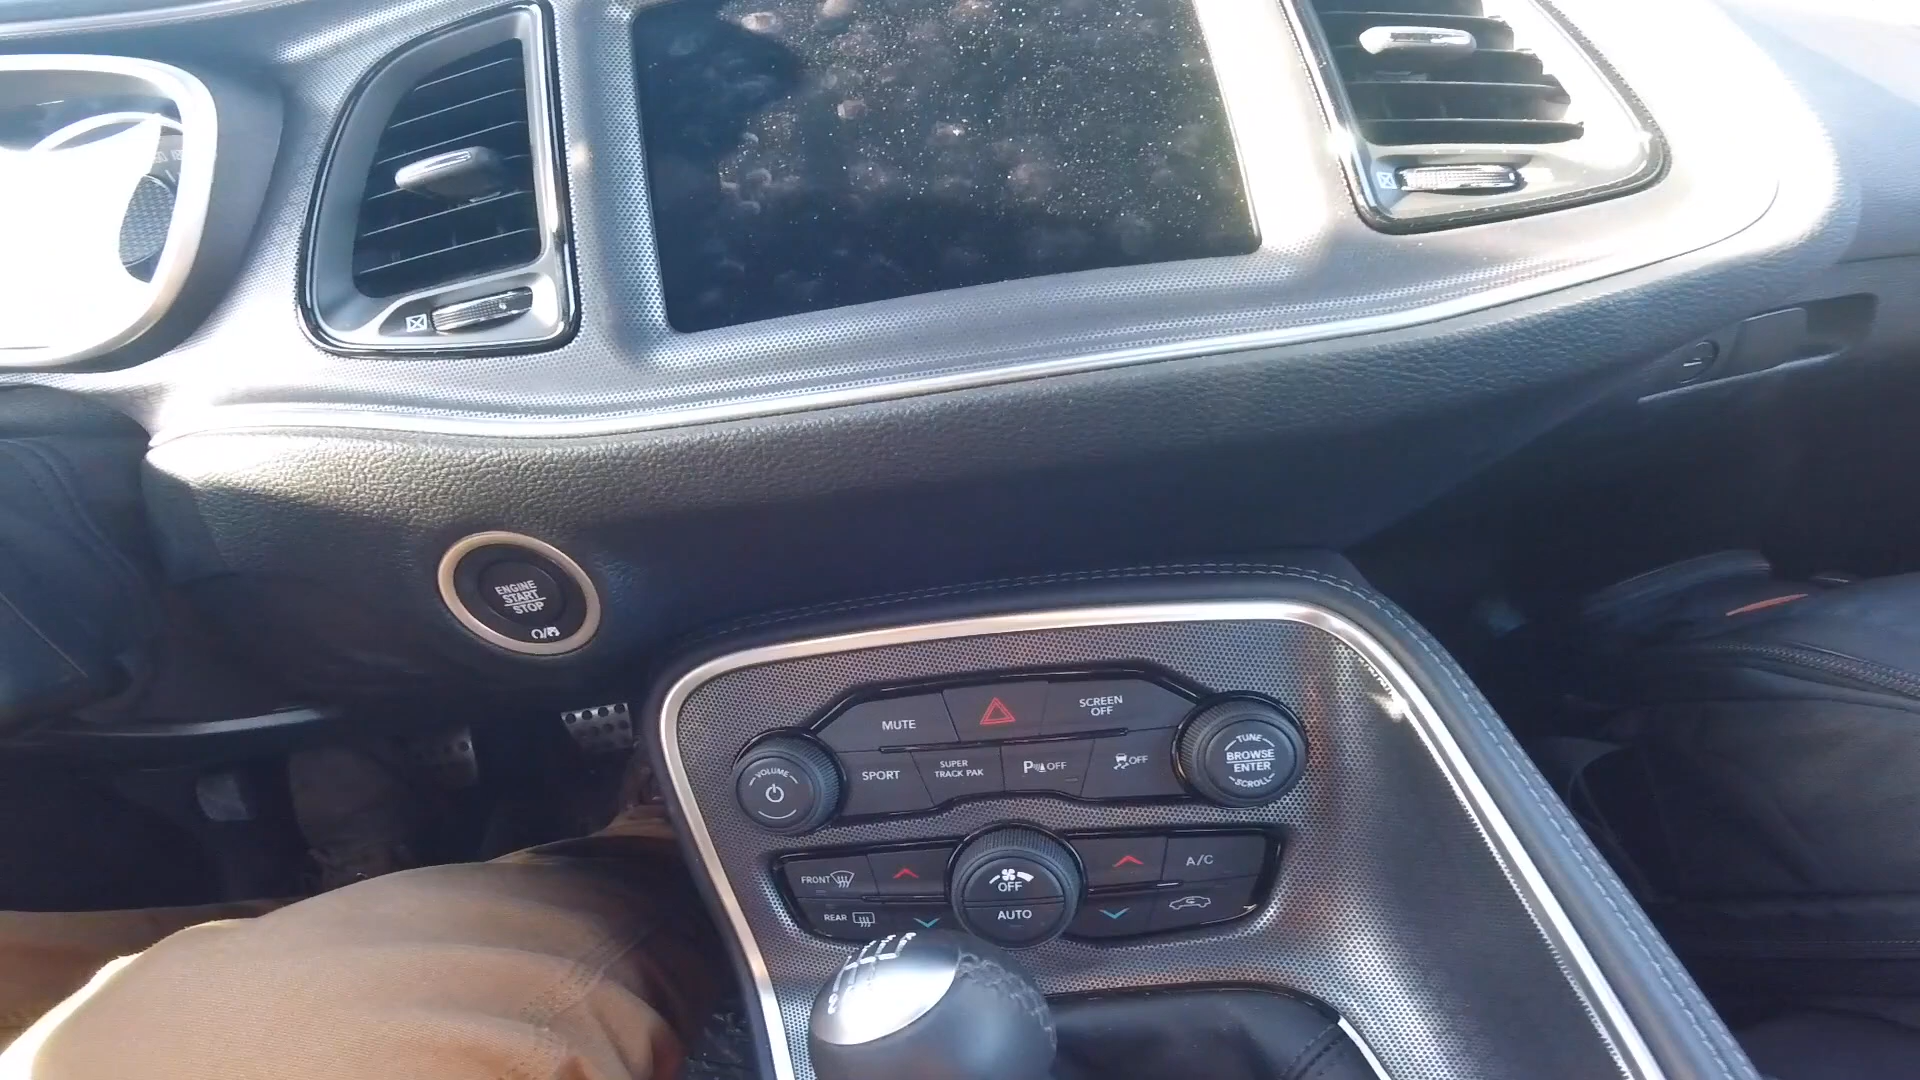 ENGINE
START
STOP
MUTE
SCREEN
OFF
VOLUME
SPORT
SUPER
TRACK PAK
P OFF
OFF
TUNE
BROWSE
ENTER
SCROLL
FRONT
OFF
A/C
REAR
AUTO